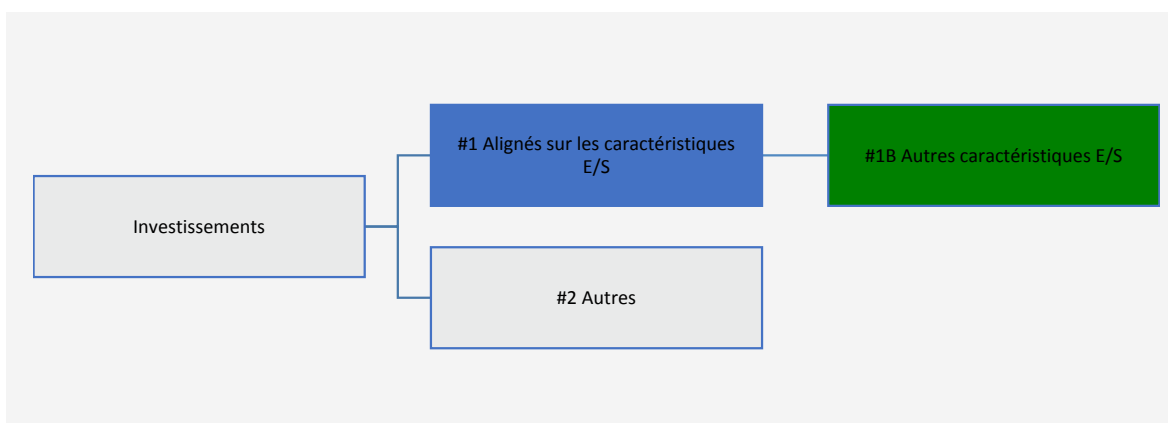 #1 Alignés sur les caractéristiques
E/S
#1B Autres caractéristiques E/S
Investissements
#2 Autres